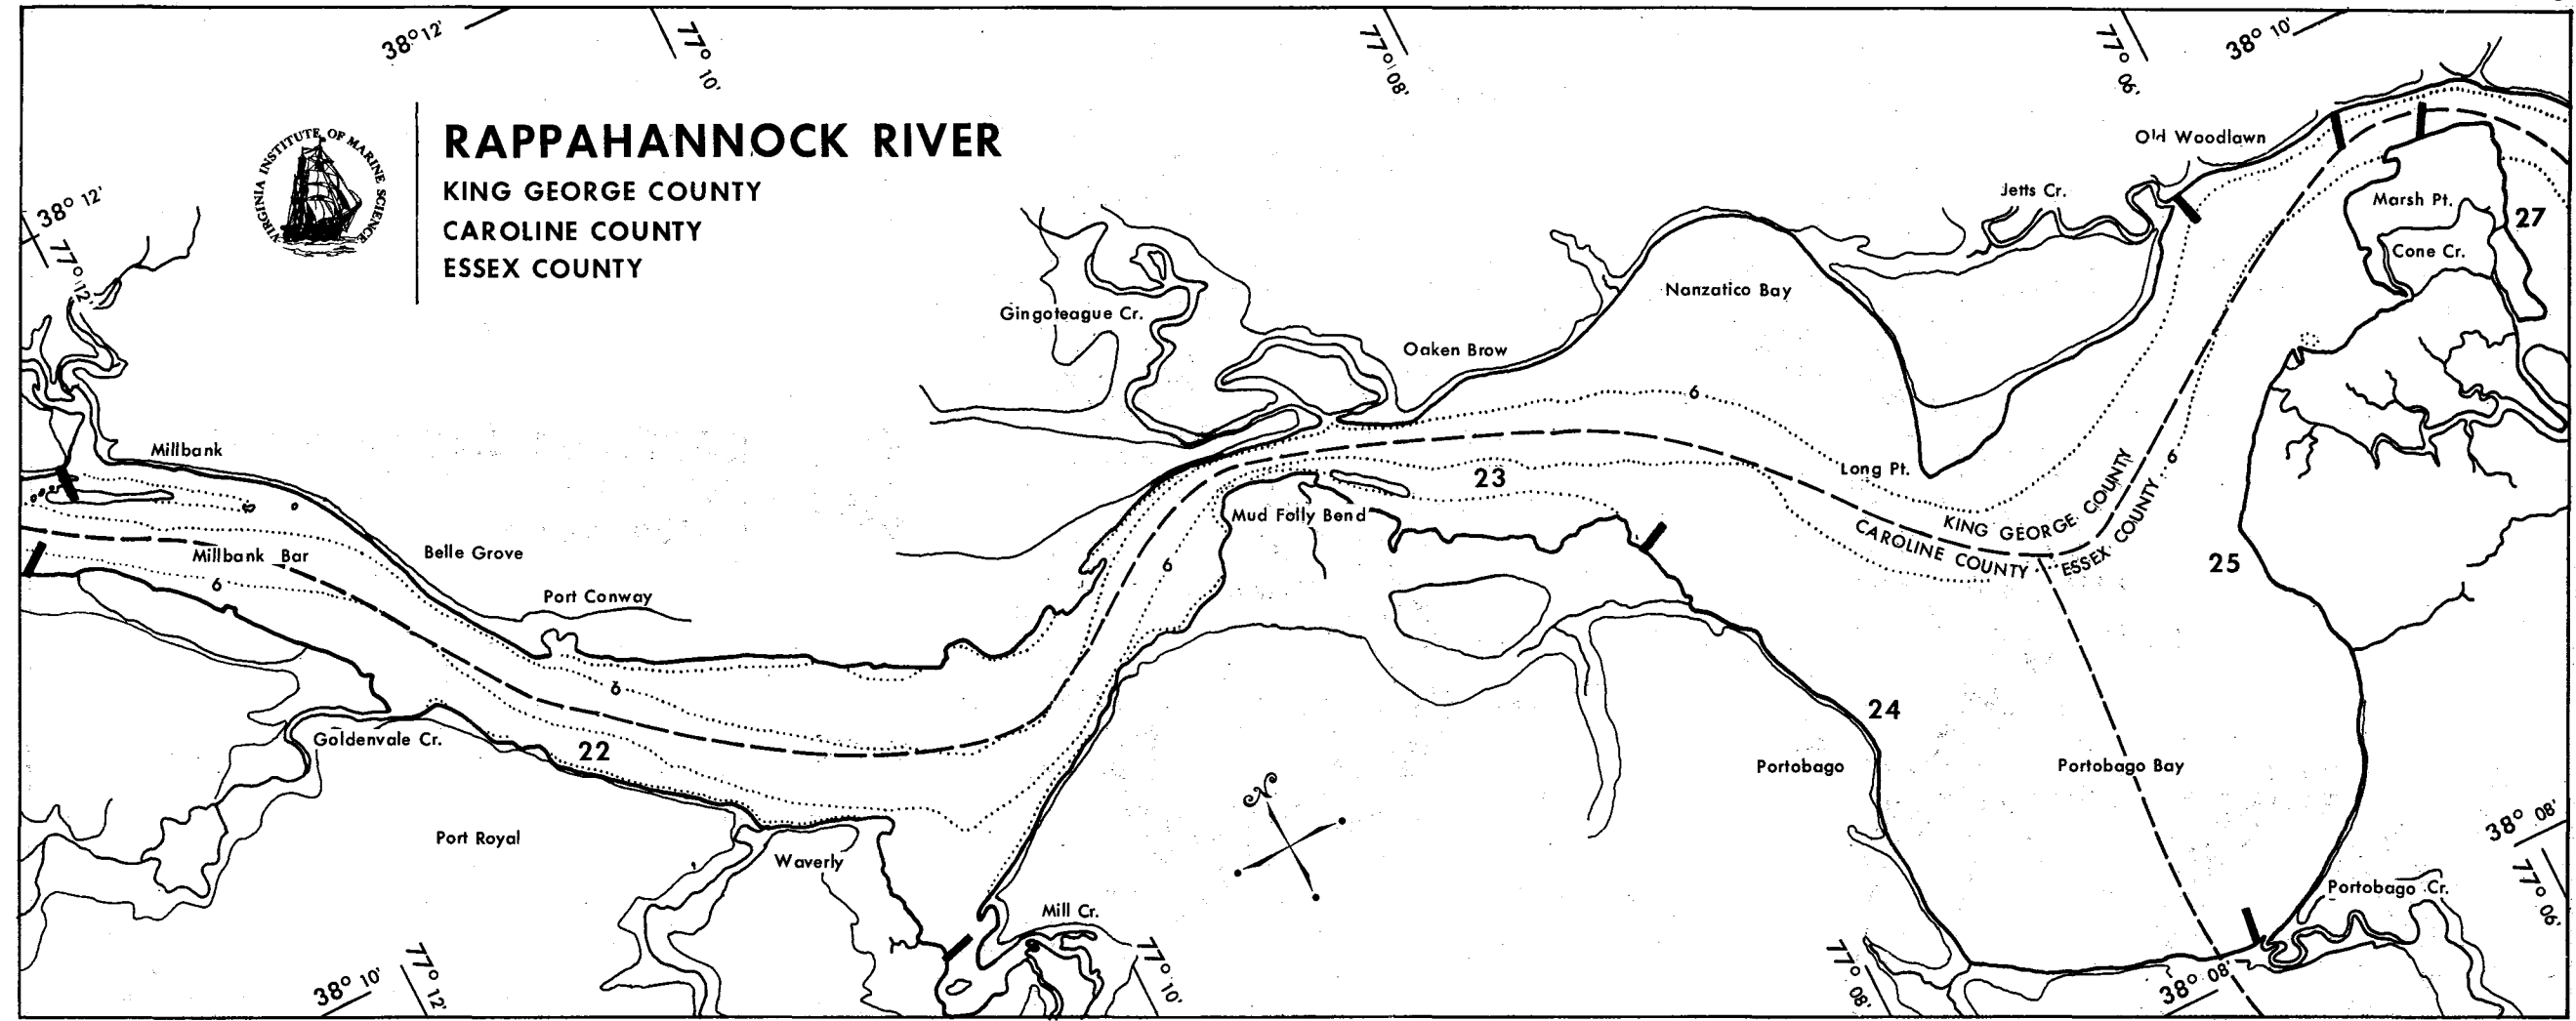 38° 12'
77° 10'
77° 08'
77° 06'
38° 10'
VIRGINIA INSTITUTE OF MARINE SCIENCE
RAPPAHANNOCK RIVER
KING GEORGE COUNTY
CAROLINE COUNTY
ESSEX COUNTY
38° 12'
77° 12'
Old Woodlawn
Jetts Cr.
Marsh Pt.
27
Cone Cr.
Nanzatico Bay
Gingoteague Cr.
Oaken Brow
6
Millbank
Long Pt.
23
6
6
Mud Folly Bend
KING GEORGE COUNTY
CAROLINE COUNTY
ESSEX COUNTY
Millbank Bar
Belle Grove
6
6
25
Port Conway
6
24
Goldenvale Cr.
22
Portobago
Portobago Bay
Port Royal
N
38° 08'
77° 06'
Waverly
Mill Cr.
Portobago Cr.
38° 10'
77° 12'
77° 10'
77° 08'
38° 08'